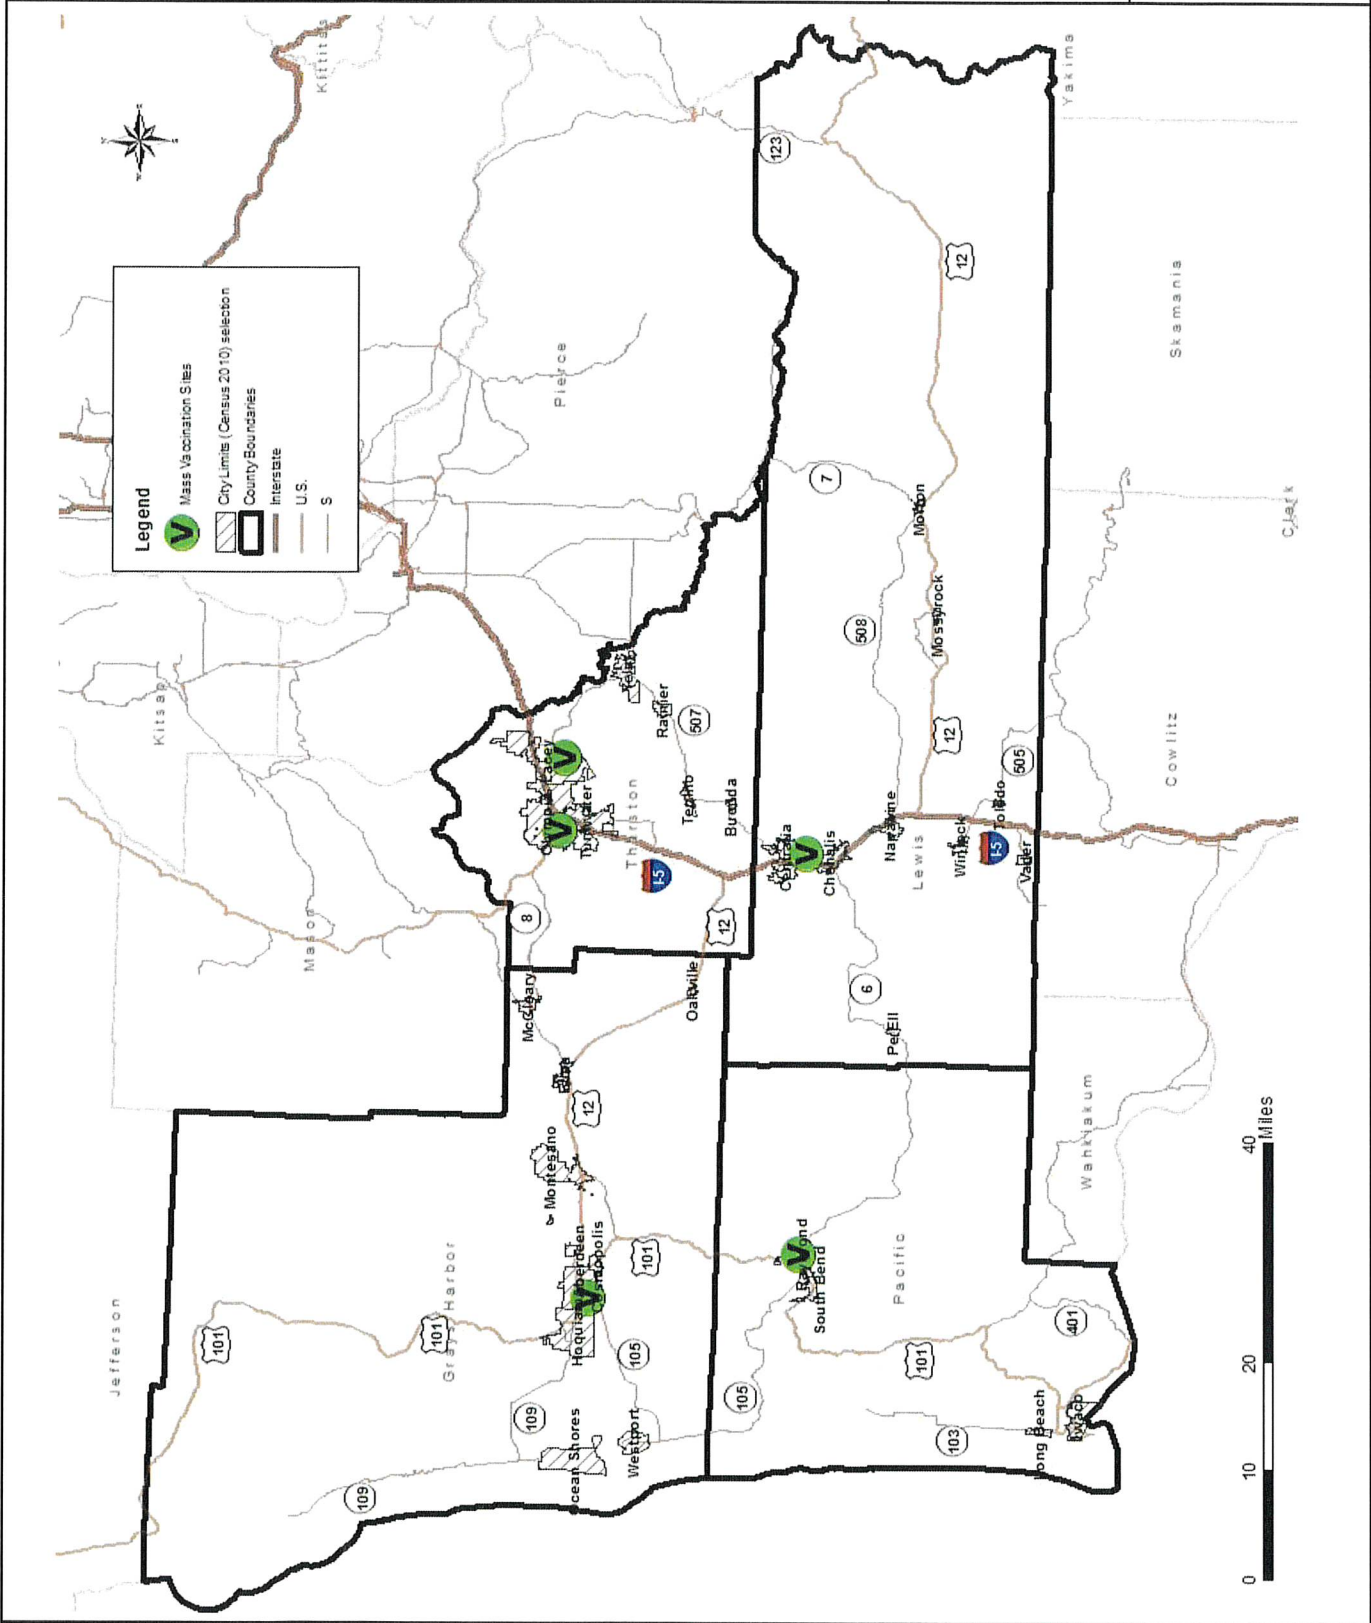 Legend
Mass Vaccination Sites
City Limits (Census 2010) selection
County Boundaries
Interstate
U.S.
S
Jefferson
Mason
Kitsap
Kittitas
Pierce
Grays Harbor
Thurston
Lewis
Pacific
Wahkiakum
Cowlitz
Skamania
Clark
Yakima
101
101
109
109
Ocean Shores
Westport
105
Hoquiam
Aberdeen
Cosmopolis
Montesano
12
101
Elma
McCleary
8
Oakville
12
Olympia
Lacey
Tumwater
I-5
Yelm
Rainier
507
Tenino
Bucoda
Centralia
Chehalis
Napavine
Winlock
I-5
Toledo
Vader
505
12
508
Mossyrock
Morton
7
12
123
6
Pe Ell
Raymond
South Bend
105
101
103
401
Long Beach
Ilwaco
0 10 20 40
Miles
V
V
V
V
V
V